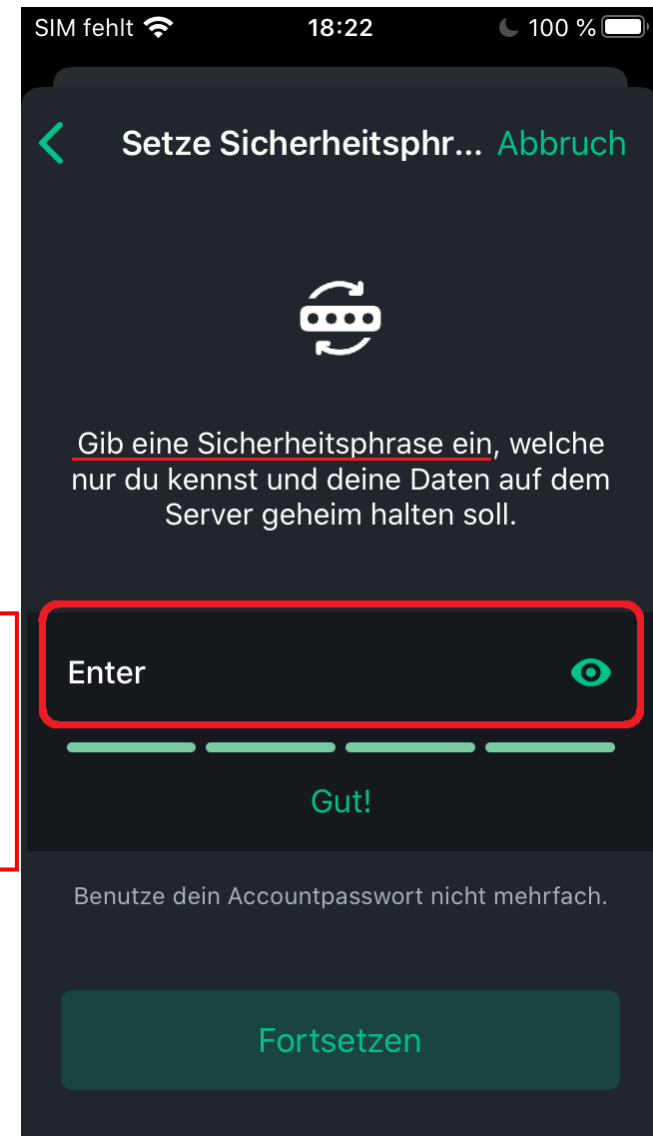 SIM fehlt 18:22 100 %
Setze Sicherheitsphr... Abbruch
Gib eine Sicherheitsphrase ein, welche
nur du kennst und deine Daten auf dem
Server geheim halten soll.
Enter
Gut!
Benutze dein Accountpasswort nicht mehrfach.
Fortsetzen